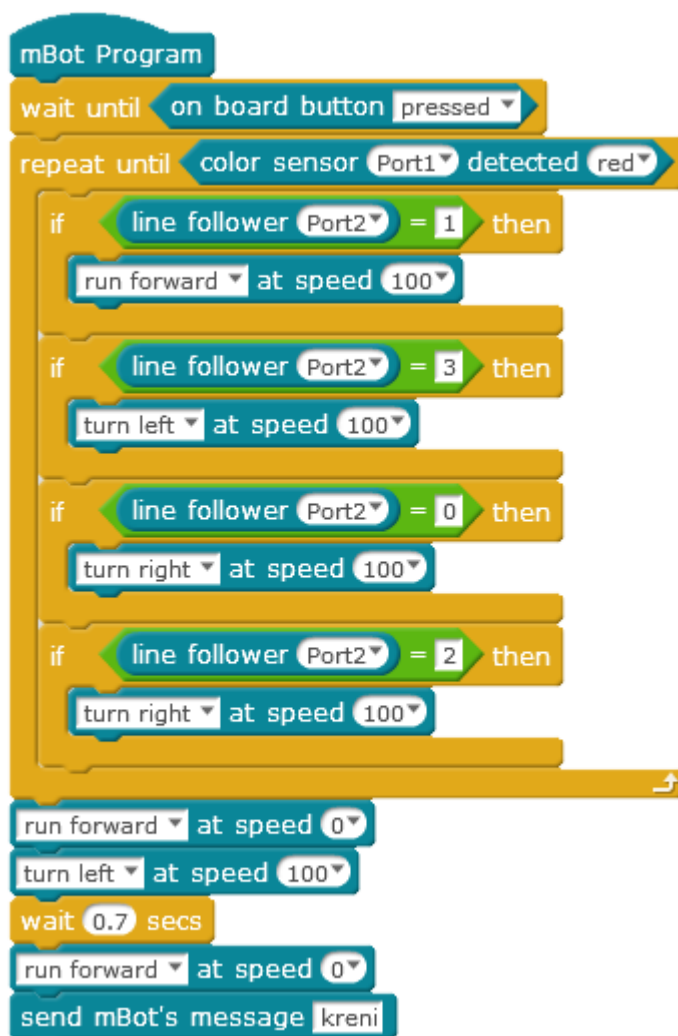 mBot Program
wait until on board button pressed
repeat until color sensor Port1 detected red
if line follower Port2 = 1 then
run forward at speed 100
if line follower Port2 = 3 then
turn left at speed 100
if line follower Port2 = 0 then
turn right at speed 100
if line follower Port2 = 2 then
turn right at speed 100
run forward at speed 0
turn left at speed 100
wait 0.7 secs
run forward at speed 0
send mBot's message kreni